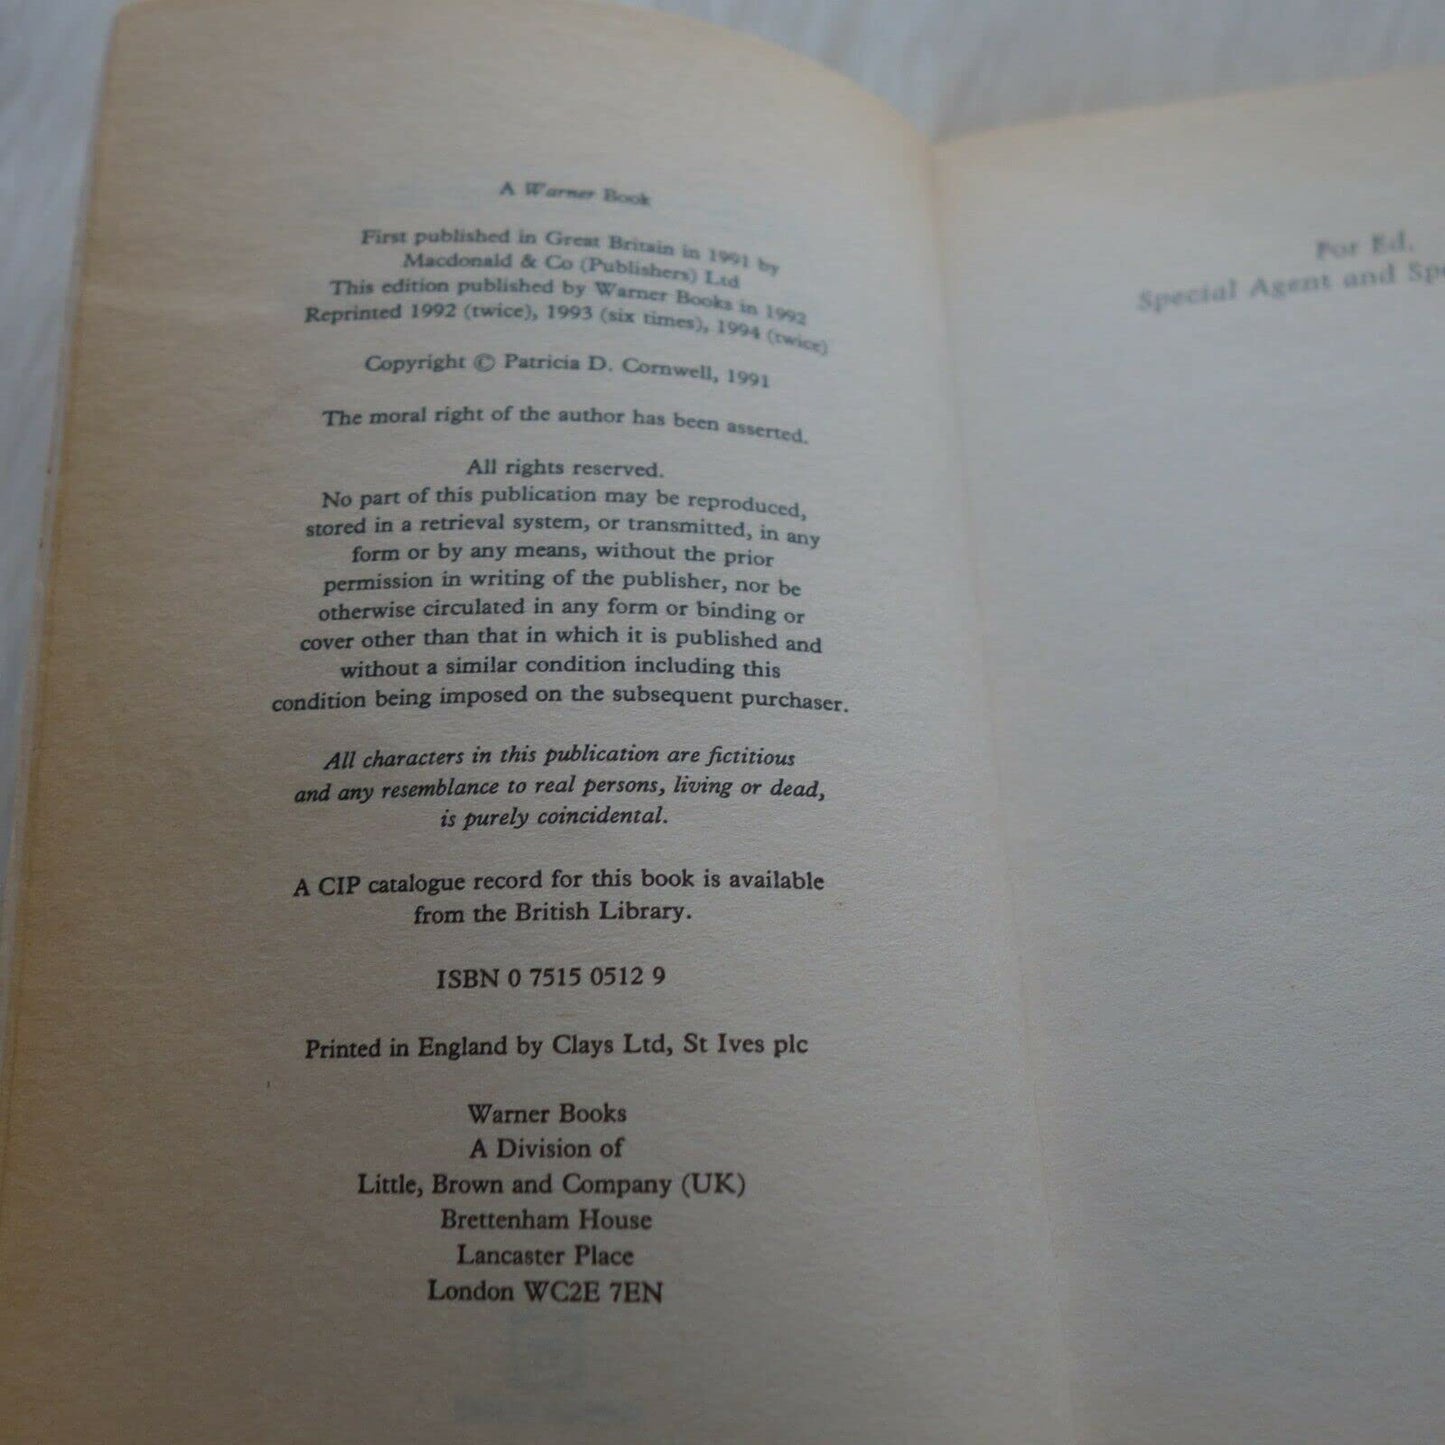 A Warner Book
First published in Great Britain in 1991 by
Macdonald & Co (Publishers) Ltd
This edition published by Warner Books in 1992
Reprinted 1992 (twice), 1993 (six times), 1994 (twice)
Copyright © Patricia D. Cornwell, 1991
The moral right of the author has been asserted.
All rights reserved.
No part of this publication may be reproduced,
stored in a retrieval system, or transmitted, in any
form or by any means, without the prior
permission in writing of the publisher, nor be
otherwise circulated in any form or binding or
cover other than that in which it is published and
without a similar condition including this
condition being imposed on the subsequent purchaser.
All characters in this publication are fictitious
and any resemblance to real persons, living or dead,
is purely coincidental.
A CIP catalogue record for this book is available
from the British Library.
ISBN 0 7515 0512 9
Printed in England by Clays Ltd, St Ives plc
Warner Books
A Division of
Little, Brown and Company (UK)
Brettenham House
Lancaster Place
London WC2E 7EN
For Ed,
Special Agent and